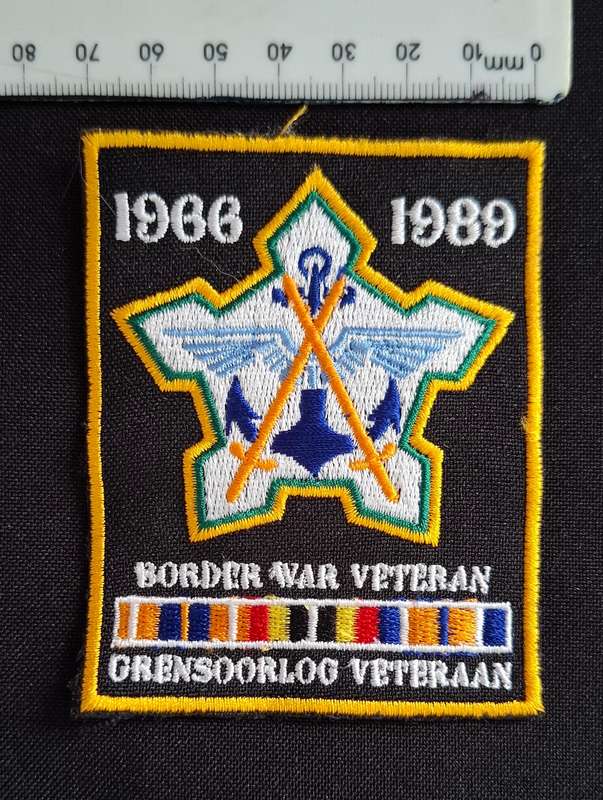 80 70 60 50 40 30 20 10 mm 0
1966 1989
BORDER WAR VETERAN
GRENSOORLOG VETERAAN